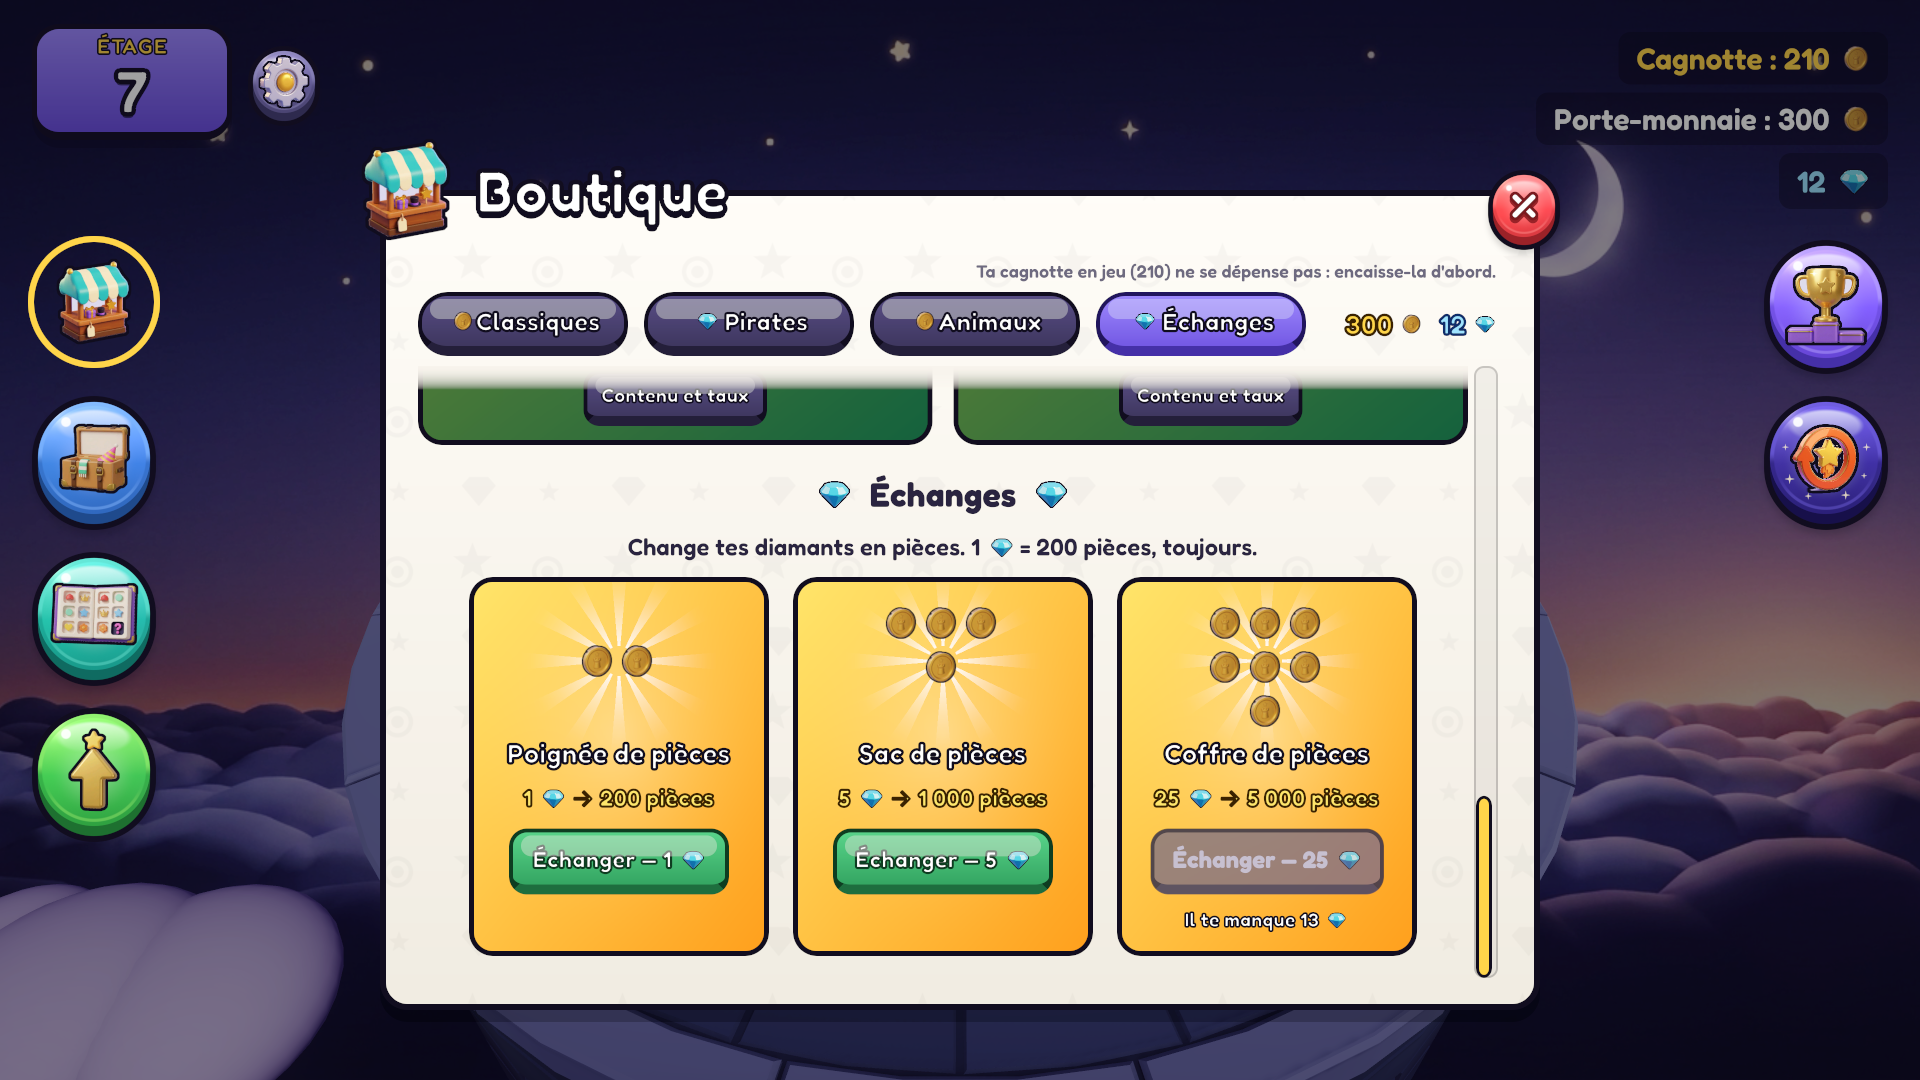 ÉTAGE
7
Cagnotte : 210
Porte-monnaie : 300
12
Boutique
Ta cagnotte en jeu (210) ne se dépense pas : encaisse-la d'abord.
Classiques
Pirates
Animaux
Échanges
300
12
Contenu et taux
Contenu et taux
Échanges
Change tes diamants en pièces. 1 = 200 pièces, toujours.
Poignée de pièces
1 → 200 pièces
Échanger – 1
Sac de pièces
5 → 1 000 pièces
Échanger – 5
Coffre de pièces
25 → 5 000 pièces
Échanger – 25
Il te manque 13